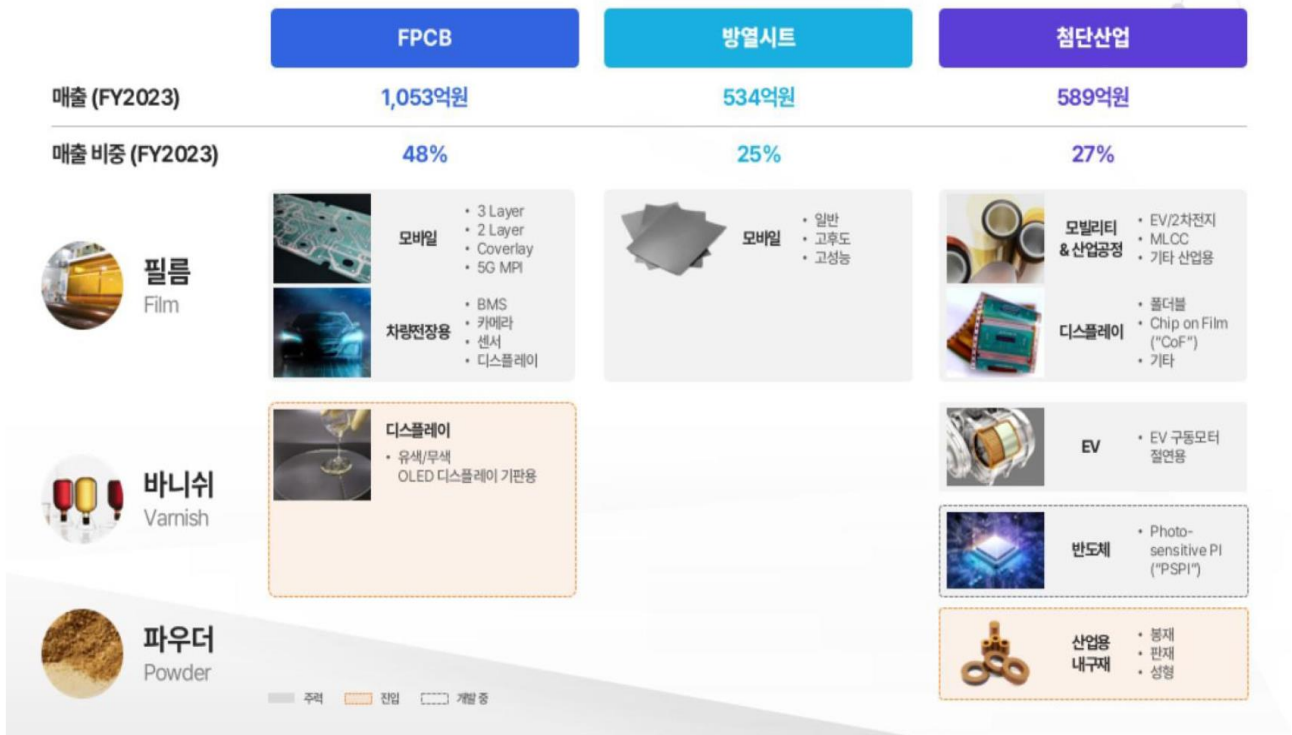 FPCB
방열시트
첨단산업
매출 (FY2023)
1,053억원
534억원
589억원
매출 비중 (FY2023)
48%
25%
27%
필름
Film
모바일
• 3 Layer
• 2 Layer
• Coverlay
• 5G MPI
차량전장용
• BMS
• 카메라
• 센서
• 디스플레이
모바일
• 일반
• 고후도
• 고성능
모빌리티
& 산업공정
• EV/2차전지
• MLCC
• 기타 산업용
디스플레이
• 폴더블
• Chip on Film
("CoF")
• 기타
바니쉬
Varnish
디스플레이
• 유색/무색
OLED 디스플레이 기판용
EV
• EV 구동모터
절연용
반도체
• Photo-
sensitive PI
("PSPI")
파우더
Powder
산업용
내구재
• 봉재
• 판재
• 성형
주력
진입
개발 중